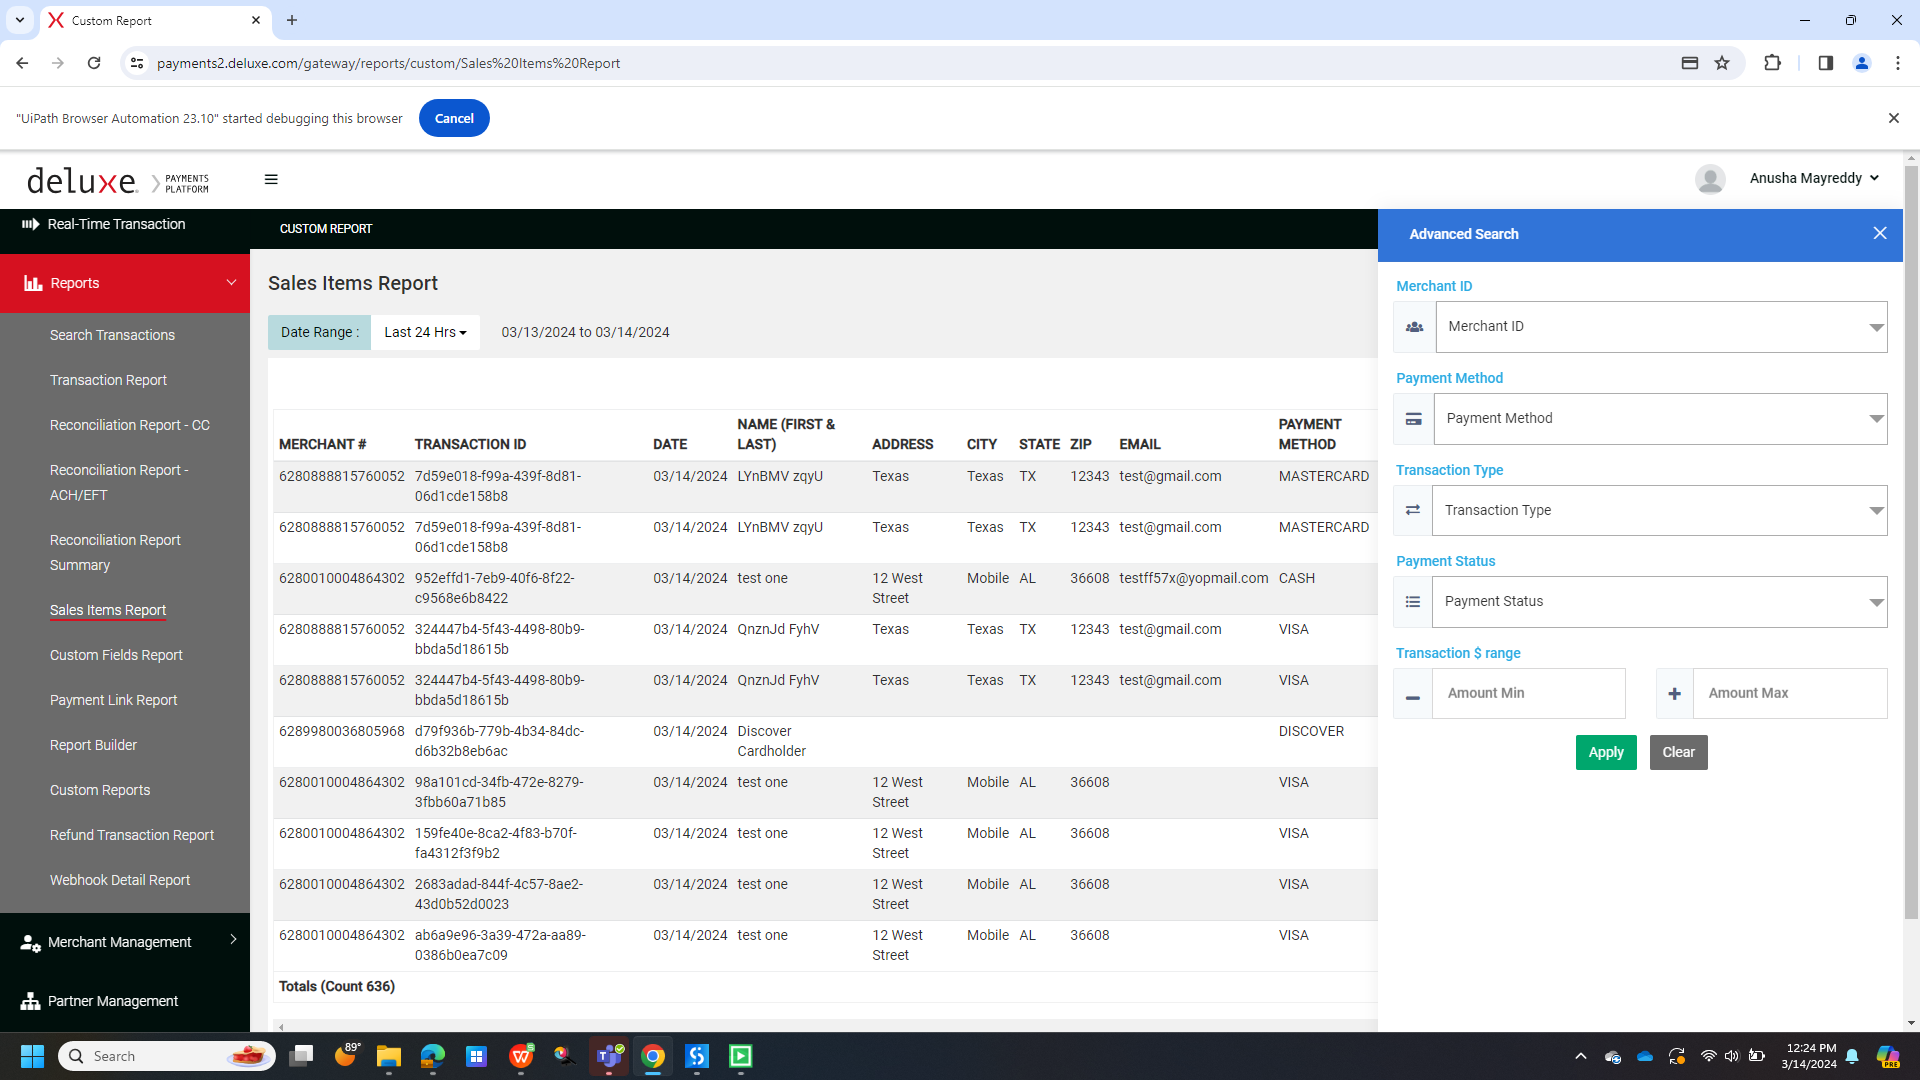 Custom Report
payments2.deluxe.com/gateway/reports/custom/Sales%20Items%20Report
"UiPath Browser Automation 23.10" started debugging this browser
Cancel
deluxe.
PAYMENTS
PLATFORM
Anusha Mayreddy
Real-Time Transaction
Reports
Search Transactions
Transaction Report
Reconciliation Report - CC
Reconciliation Report -
ACH/EFT
Reconciliation Report
Summary
Sales Items Report
Custom Fields Report
Payment Link Report
Report Builder
Custom Reports
Refund Transaction Report
Webhook Detail Report
Merchant Management
Partner Management
CUSTOM REPORT
Sales Items Report
Date Range : Last 24 Hrs 03/13/2024 to 03/14/2024
MERCHANT # TRANSACTION ID DATE NAME (FIRST & LAST) ADDRESS CITY STATE ZIP EMAIL PAYMENT METHOD
6280888815760052 7d59e018-f99a-439f-8d81- 03/14/2024 LYnBMV zqyU Texas Texas TX 12343 test@gmail.com MASTERCARD
06d1cde158b8
6280888815760052 7d59e018-f99a-439f-8d81- 03/14/2024 LYnBMV zqyU Texas Texas TX 12343 test@gmail.com MASTERCARD
06d1cde158b8
6280010004864302 952effd1-7eb9-40f6-8f22- 03/14/2024 test one 12 West Mobile AL 36608 testff57x@yopmail.com CASH
c9568e6b8422 Street
6280888815760052 324447b4-5f43-4498-80b9- 03/14/2024 QnznJd FyhV Texas Texas TX 12343 test@gmail.com VISA
bbda5d18615b
6280888815760052 324447b4-5f43-4498-80b9- 03/14/2024 QnznJd FyhV Texas Texas TX 12343 test@gmail.com VISA
bbda5d18615b
6289980036805968 d79f936b-779b-4b34-84dc- 03/14/2024 Discover DISCOVER
d6b32b8eb6ac Cardholder
6280010004864302 98a101cd-34fb-472e-8279- 03/14/2024 test one 12 West Mobile AL 36608 VISA
3fbb60a71b85 Street
6280010004864302 159fe40e-8ca2-4f83-b70f- 03/14/2024 test one 12 West Mobile AL 36608 VISA
fa4312f3f9b2 Street
6280010004864302 2683adad-844f-4c57-8ae2- 03/14/2024 test one 12 West Mobile AL 36608 VISA
43d0b52d0023 Street
6280010004864302 ab6a9e96-3a39-472a-aa89- 03/14/2024 test one 12 West Mobile AL 36608 VISA
0386b0ea7c09 Street
Totals (Count 636)
Advanced Search
Merchant ID
Merchant ID
Payment Method
Payment Method
Transaction Type
Transaction Type
Payment Status
Payment Status
Transaction $ range
Amount Min Amount Max
Apply Clear
Search
89°
12:24 PM
3/14/2024
PRE